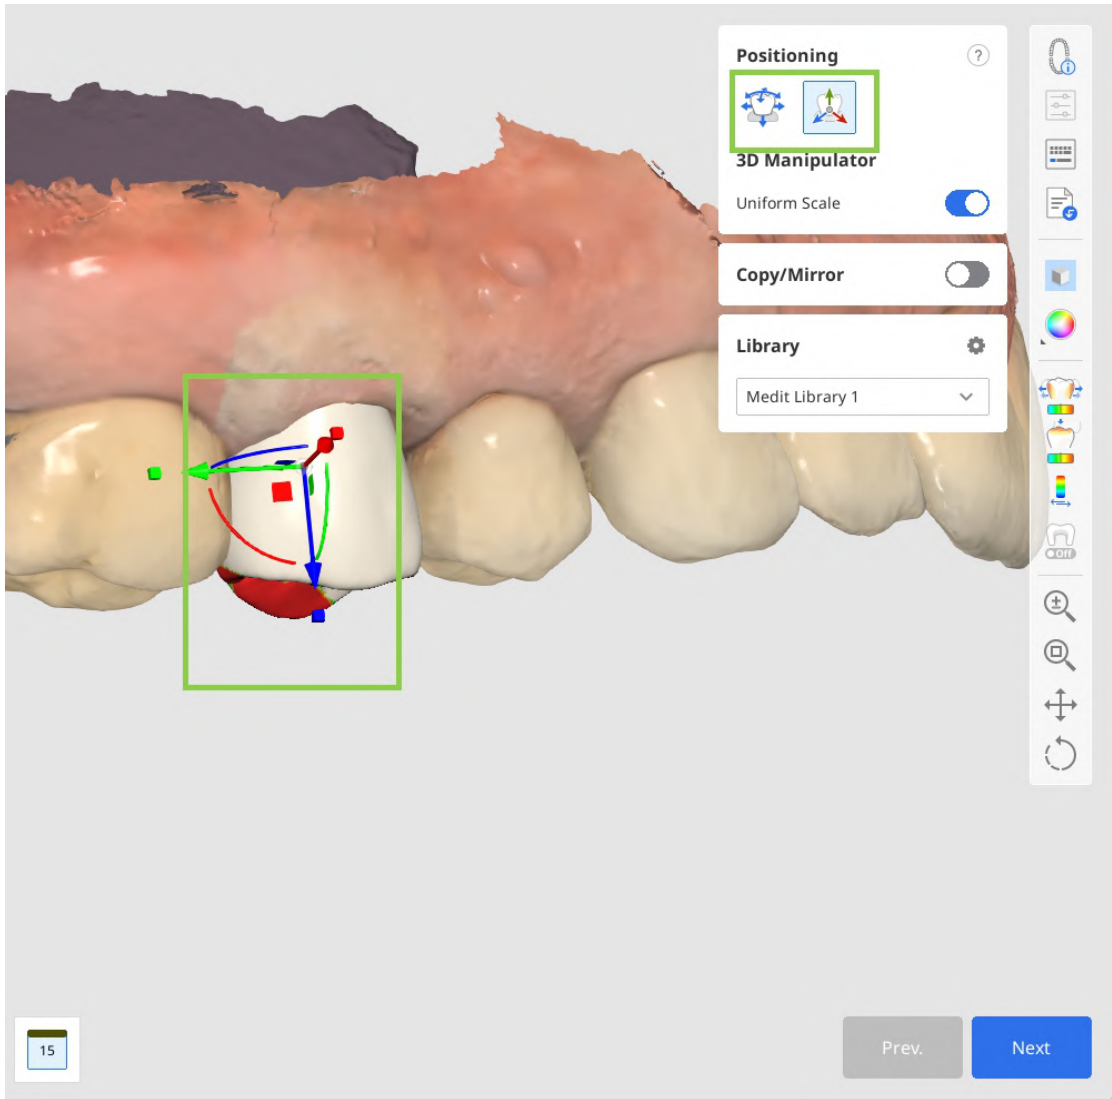 Positioning
?
3D Manipulator
Uniform Scale
Copy/Mirror
Library
Medit Library 1
Off
15
Prev.
Next